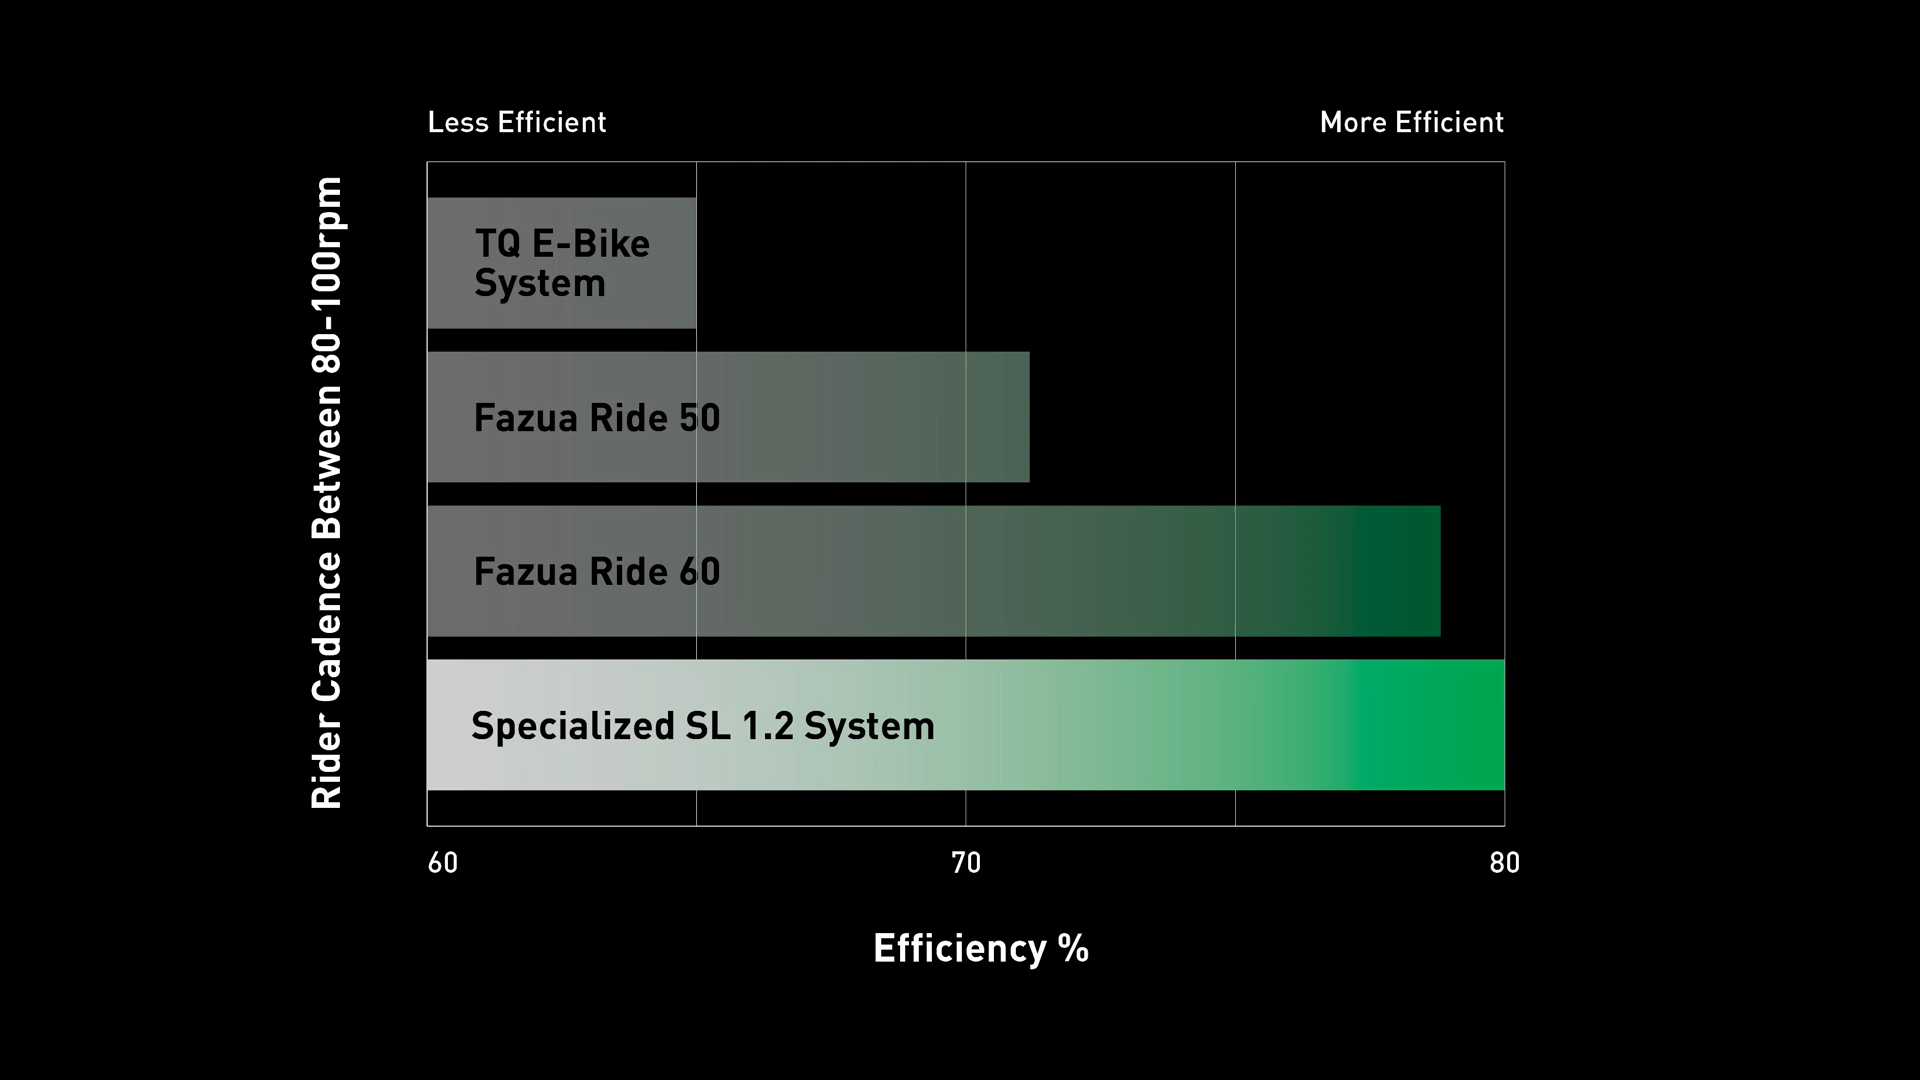 Less Efficient
More Efficient
Rider Cadence Between 80-100rpm
TQ E-Bike
System
Fazua Ride 50
Fazua Ride 60
Specialized SL 1.2 System
60
70
80
Efficiency %